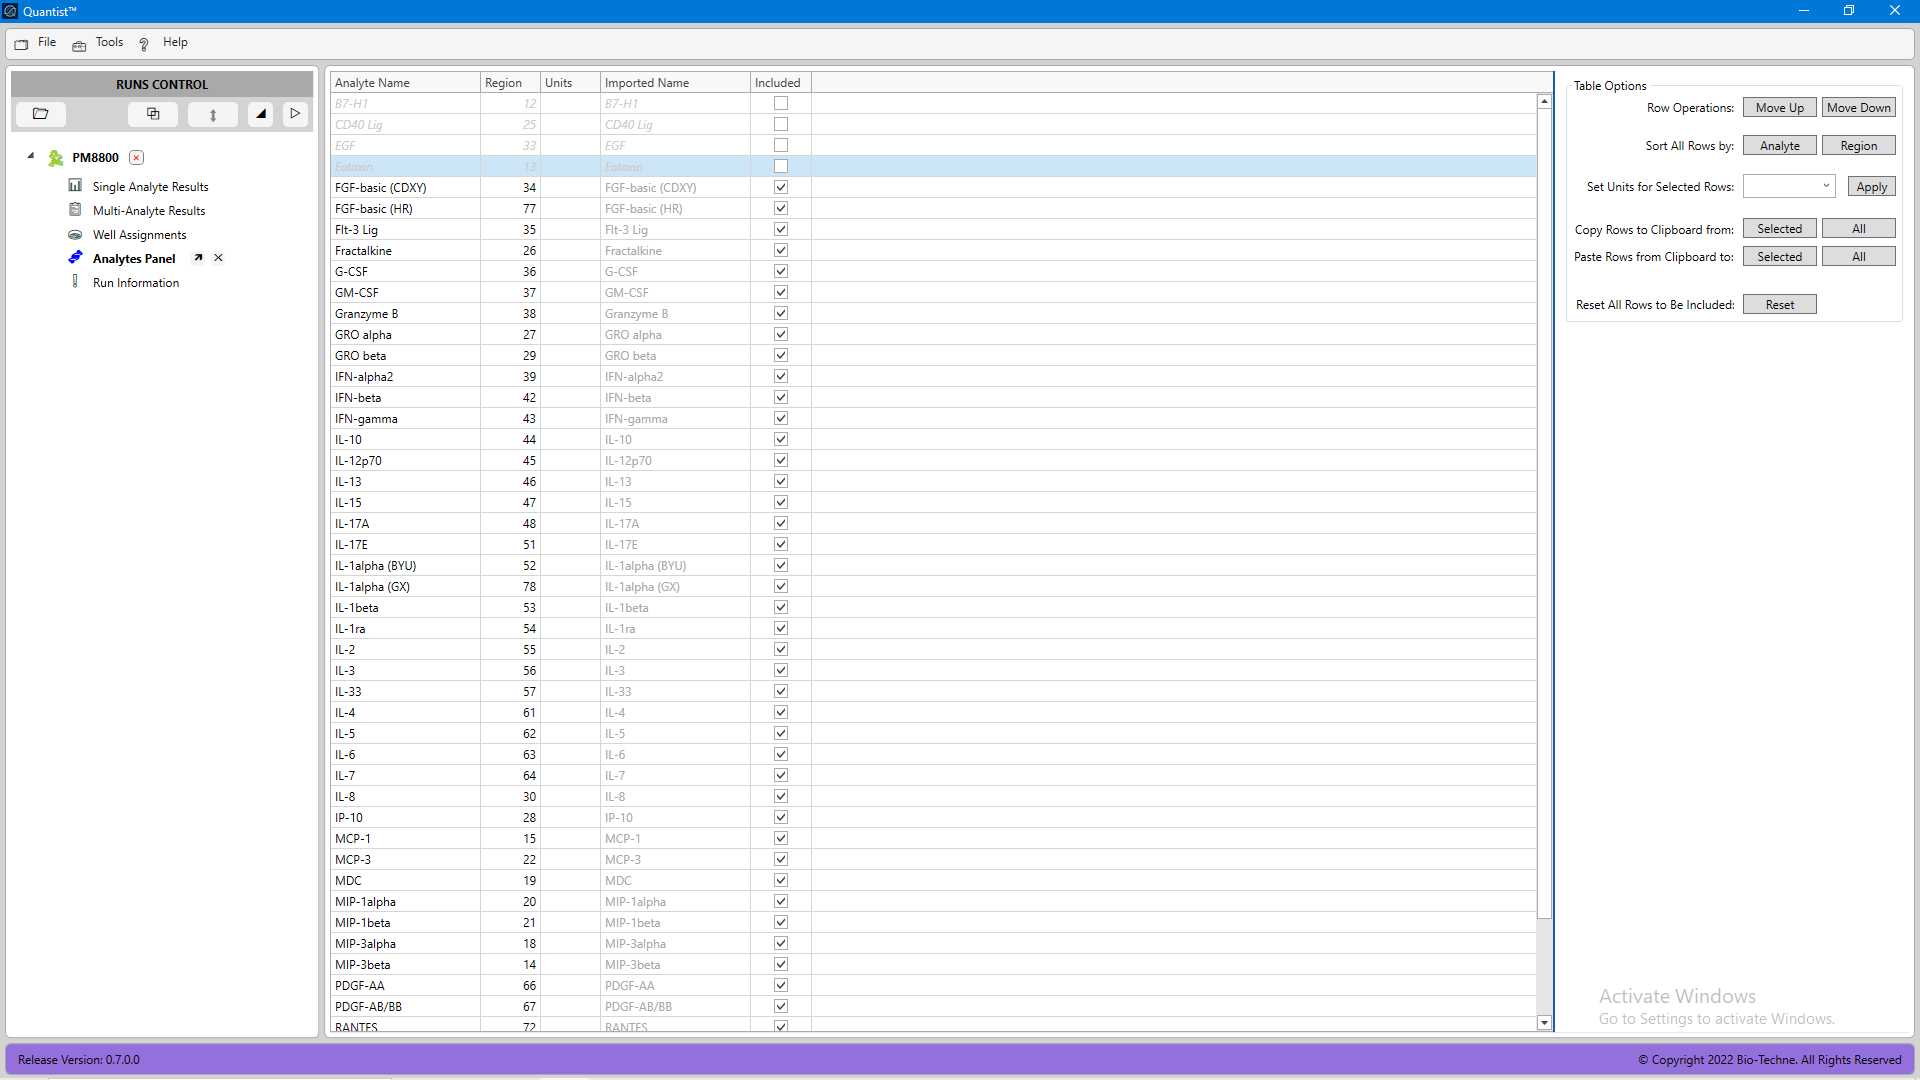 Quantist™
File Tools ? Help
RUNS CONTROL
PM8800
Single Analyte Results
Multi-Analyte Results
Well Assignments
Analytes Panel
Run Information
Analyte Name Region Units Imported Name Included
B7-H1 12 B7-H1
CD40 Lig 25 CD40 Lig
EGF 33 EGF
Eotaxin 13 Eotaxin
FGF-basic (CDXY) 34 FGF-basic (CDXY)
FGF-basic (HR) 77 FGF-basic (HR)
Flt-3 Lig 35 Flt-3 Lig
Fractalkine 26 Fractalkine
G-CSF 36 G-CSF
GM-CSF 37 GM-CSF
Granzyme B 38 Granzyme B
GRO alpha 27 GRO alpha
GRO beta 29 GRO beta
IFN-alpha2 39 IFN-alpha2
IFN-beta 42 IFN-beta
IFN-gamma 43 IFN-gamma
IL-10 44 IL-10
IL-12p70 45 IL-12p70
IL-13 46 IL-13
IL-15 47 IL-15
IL-17A 48 IL-17A
IL-17E 51 IL-17E
IL-1alpha (BYU) 52 IL-1alpha (BYU)
IL-1alpha (GX) 78 IL-1alpha (GX)
IL-1beta 53 IL-1beta
IL-1ra 54 IL-1ra
IL-2 55 IL-2
IL-3 56 IL-3
IL-33 57 IL-33
IL-4 61 IL-4
IL-5 62 IL-5
IL-6 63 IL-6
IL-7 64 IL-7
IL-8 30 IL-8
IP-10 28 IP-10
MCP-1 15 MCP-1
MCP-3 22 MCP-3
MDC 19 MDC
MIP-1alpha 20 MIP-1alpha
MIP-1beta 21 MIP-1beta
MIP-3alpha 18 MIP-3alpha
MIP-3beta 14 MIP-3beta
PDGF-AA 66 PDGF-AA
PDGF-AB/BB 67 PDGF-AB/BB
RANTES 72 RANTES
Table Options
Row Operations: Move Up Move Down
Sort All Rows by: Analyte Region
Set Units for Selected Rows: Apply
Copy Rows to Clipboard from: Selected All
Paste Rows from Clipboard to: Selected All
Reset All Rows to Be Included: Reset
Activate Windows
Go to Settings to activate Windows.
Release Version: 0.7.0.0
© Copyright 2022 Bio-Techne. All Rights Reserved